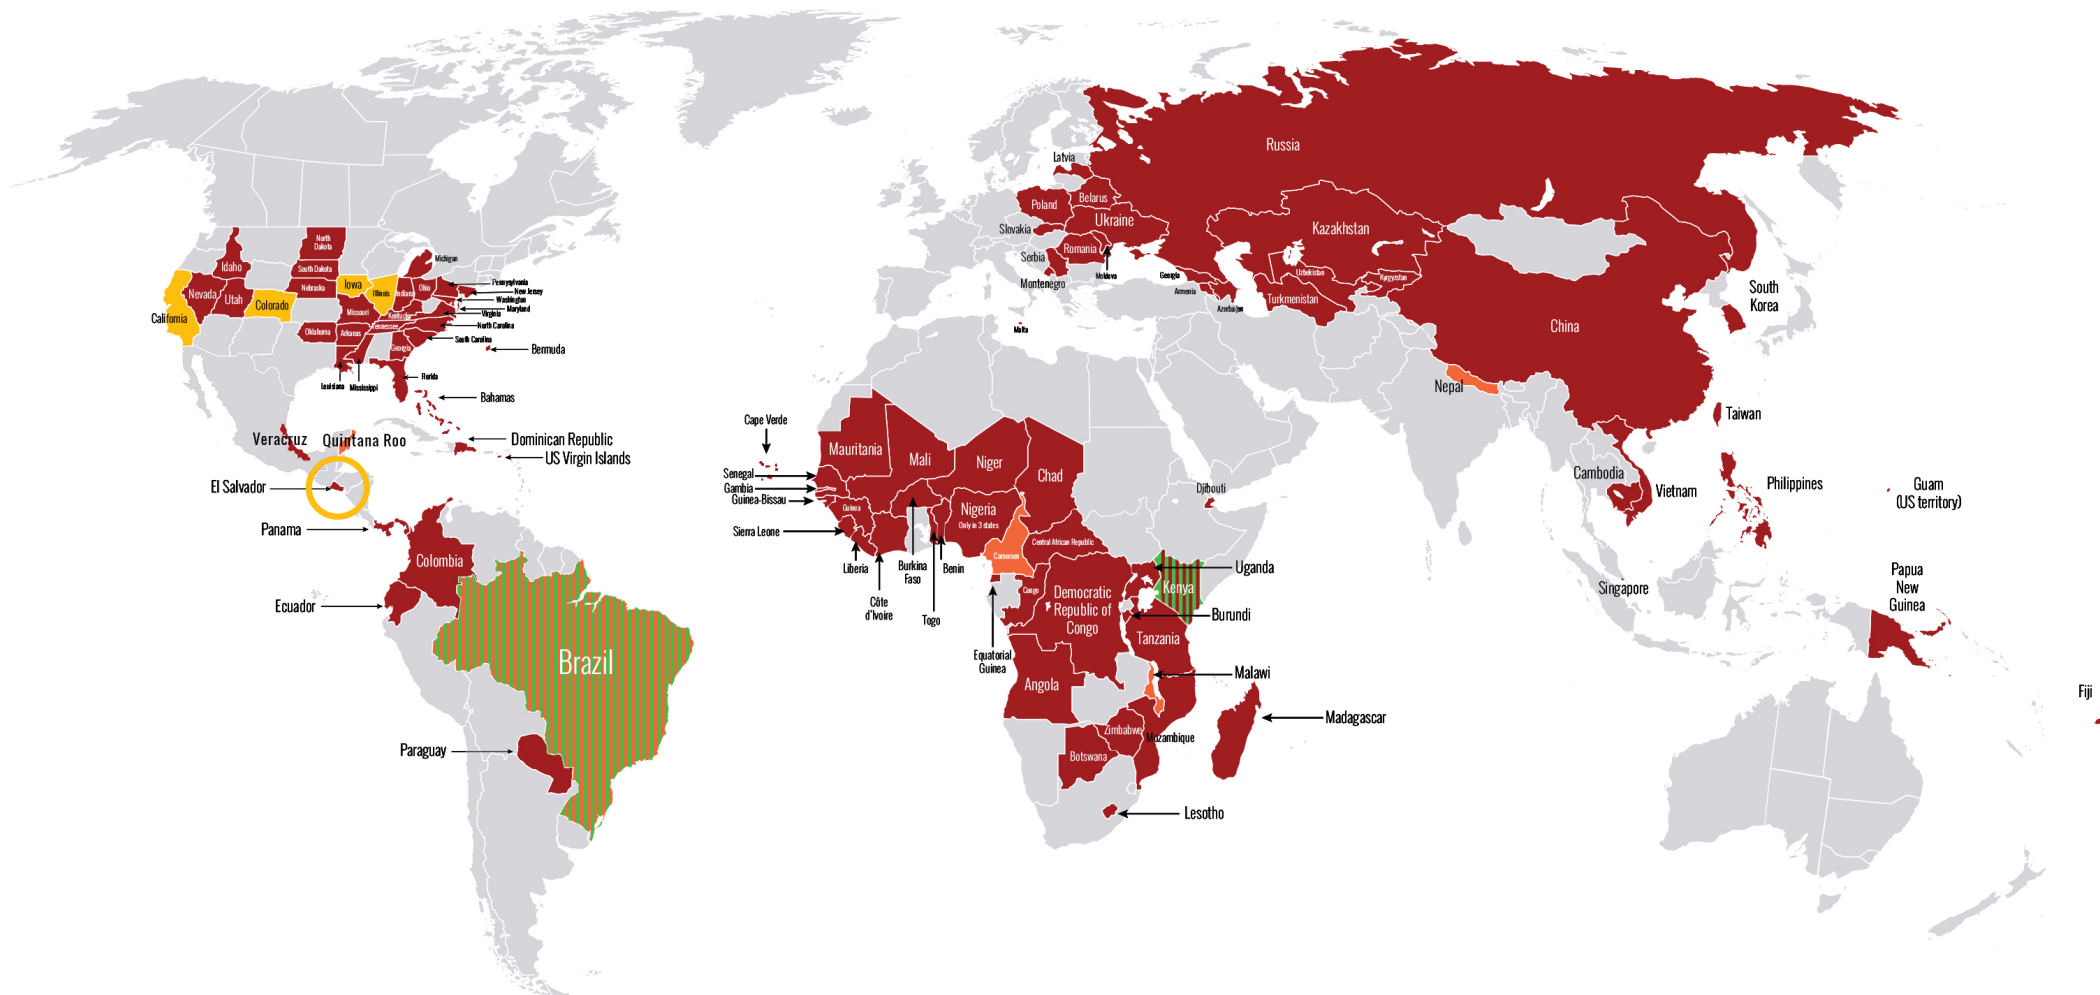 Russia
Latvia
Poland
Belarus
Ukraine
Slovakia
Romania
Serbia
Moldova
Montenegro
Malta
Georgia
Armenia
Azerbaijan
Kazakhstan
Uzbekistan
Kyrgyzstan
Turkmenistan
China
South
Korea
Nepal
Taiwan
Cambodia
Vietnam
Philippines
Guam
(US territory)
Singapore
Papua
New
Guinea
Fiji
North
Dakota
Idaho
South Dakota
Michigan
Nevada
Utah
Colorado
Nebraska
Iowa
Illinois
Indiana
Ohio
Pennysylvania
New Jersey
Washington
Maryland
Virginia
North Carolina
South Carolina
California
Missouri
Kentucky
Tennessee
Oklahoma
Arkanas
Georgia
Louisiana
Mississippi
Florida
Bermuda
Bahamas
Veracruz
Quintana Roo
Dominican Republic
US Virgin Islands
El Salvador
Panama
Colombia
Ecuador
Brazil
Paraguay
Cape Verde
Mauritania
Mali
Niger
Chad
Senegal
Gambia
Guinea-Bissau
Guinea
Sierra Leone
Liberia
Côte
d'Ivoire
Burkina
Faso
Togo
Benin
Nigeria
Only in 3 states
Cameroon
Central African Republic
Djibouti
Uganda
Kenya
Congo
Democratic
Republic of
Congo
Burundi
Tanzania
Equatorial
Guinea
Angola
Malawi
Zimbabwe
Mozambique
Botswana
Madagascar
Lesotho